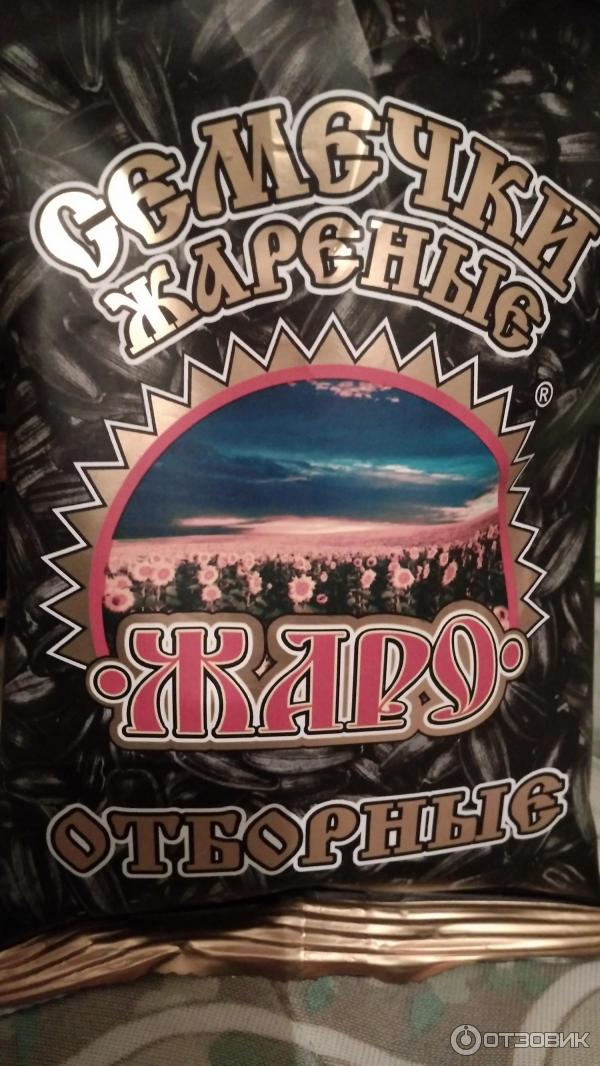 СЕМЕЧКИ
ЖАРЕНЫЕ
®
·ЖАРО·
ОТБОРНЫЕ
ОТЗОВИК